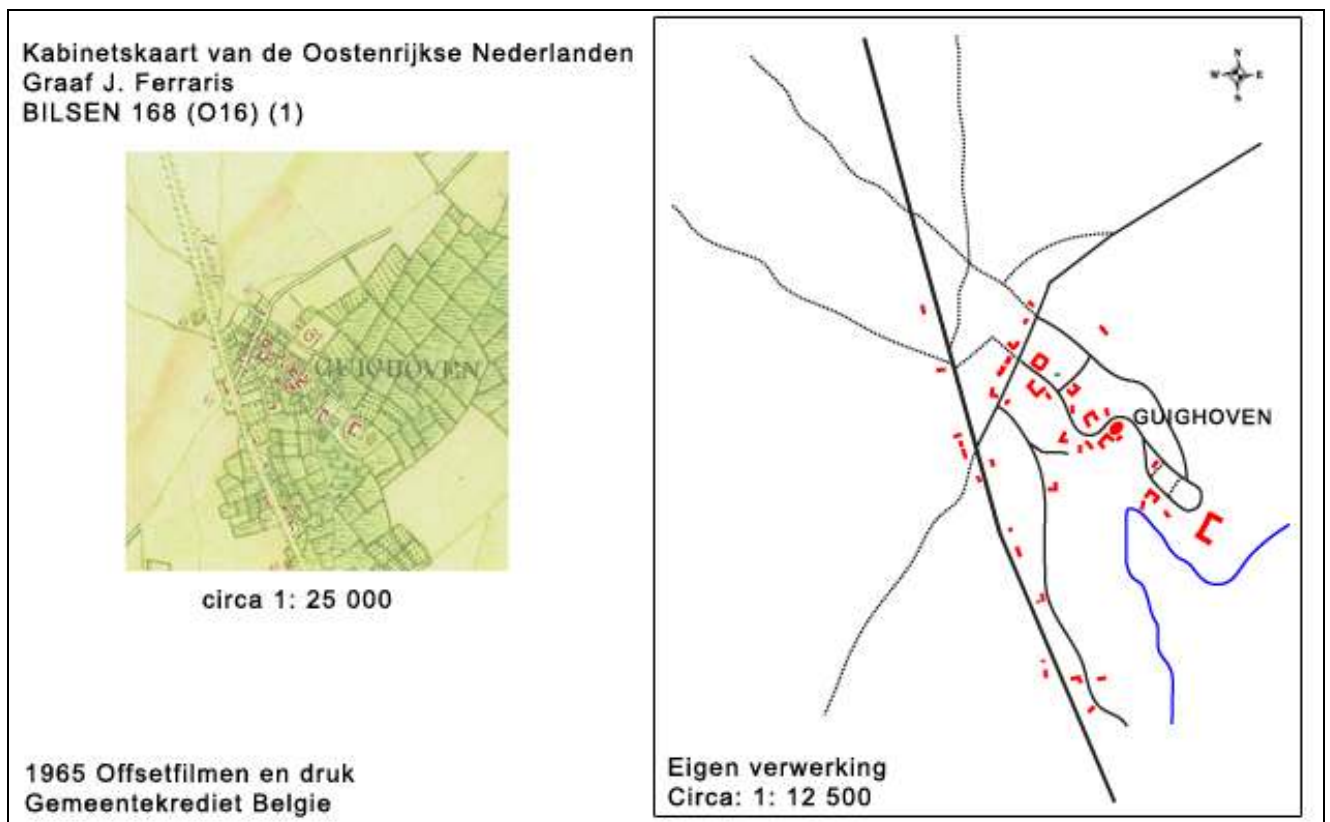 Kabinetskaart van de Oostenrijkse Nederlanden
Graaf J. Ferraris
BILSEN 168 (O16) (1)
GUIGHOVEN
circa 1: 25 000
1965 Offsetfilmen en druk
Gemeentekrediet Belgie
N
W E
S
GUIGHOVEN
Eigen verwerking
Circa: 1: 12 500